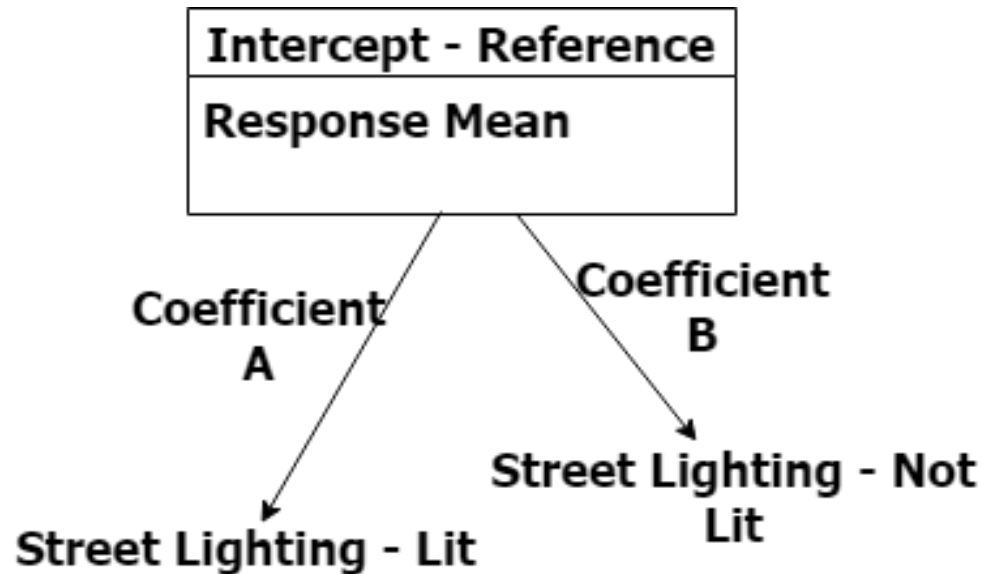 Intercept - Reference
Response Mean
Coefficient
A
Coefficient
B
Street Lighting - Lit
Street Lighting - Not
Lit